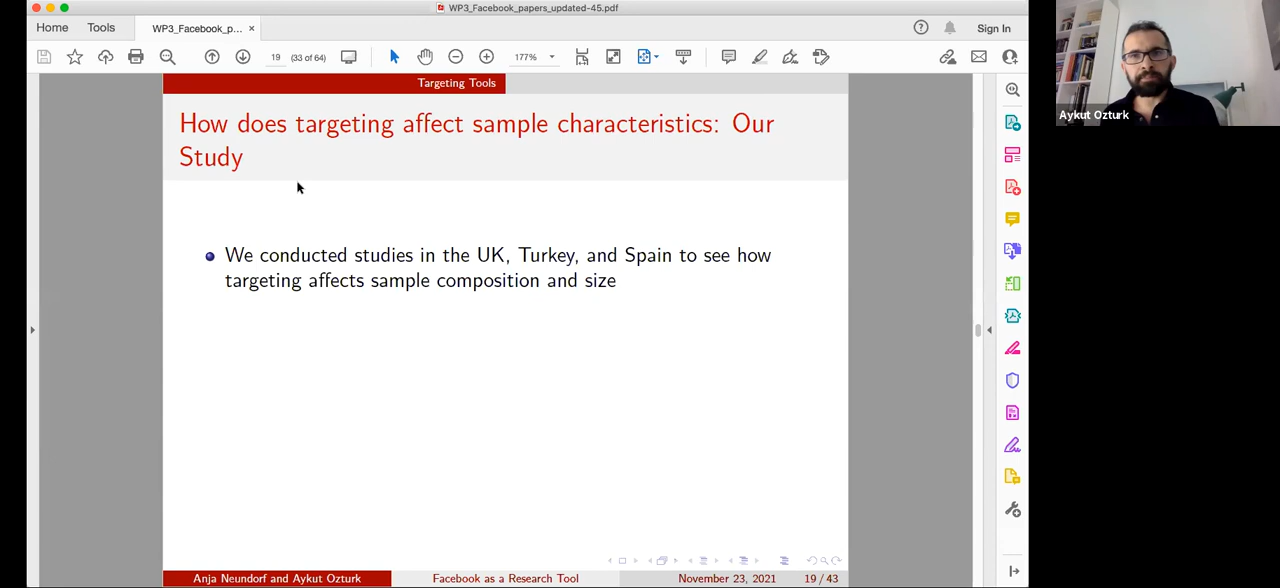 WP3_Facebook_papers_updated-45.pdf
Home Tools WP3_Facebook_p... × Sign In
19 (33 of 64) 177%
Targeting Tools
How does targeting affect sample characteristics: Our
Study
We conducted studies in the UK, Turkey, and Spain to see how
targeting affects sample composition and size
Anja Neundorf and Aykut Ozturk Facebook as a Research Tool November 23, 2021 19 / 43
Aykut Ozturk